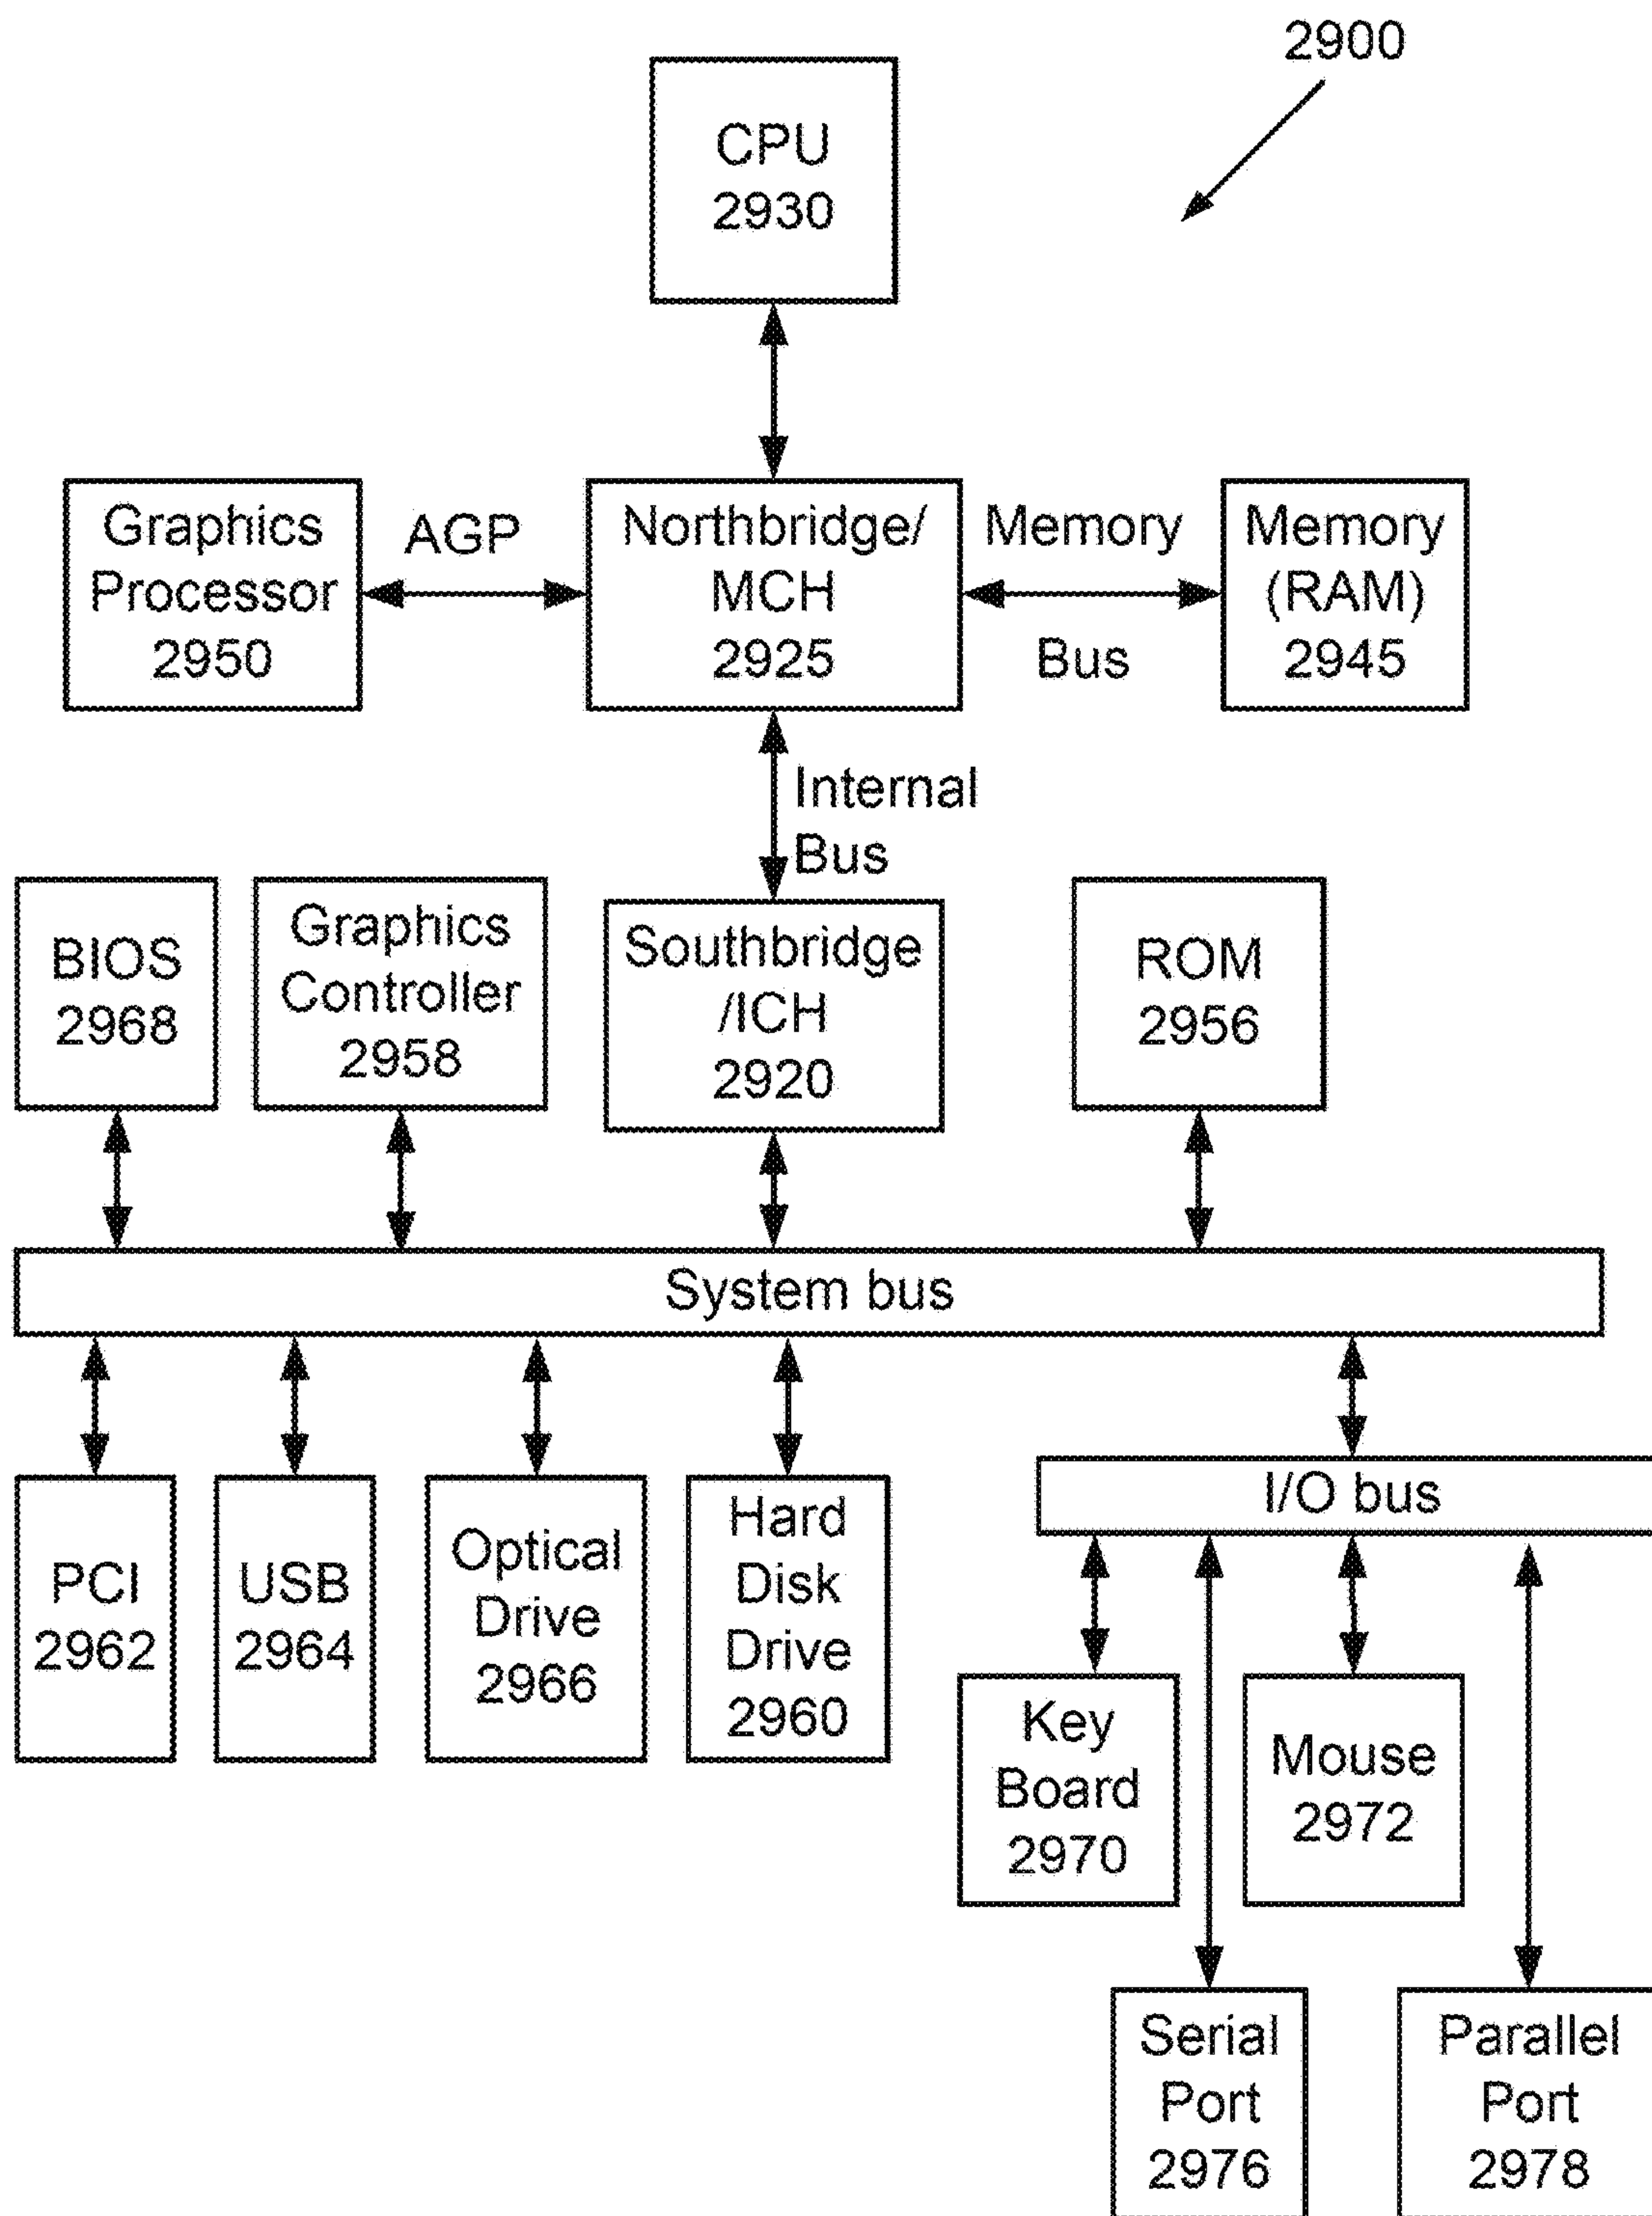 2900
CPU
2930
Graphics
Processor
2950
AGP
Northbridge/
MCH
2925
Memory
Bus
Memory
(RAM)
2945
Internal
Bus
BIOS
2968
Graphics
Controller
2958
Southbridge
/ICH
2920
ROM
2956
System bus
PCI
2962
USB
2964
Optical
Drive
2966
Hard
Disk
Drive
2960
I/O bus
Key
Board
2970
Mouse
2972
Serial
Port
2976
Parallel
Port
2978